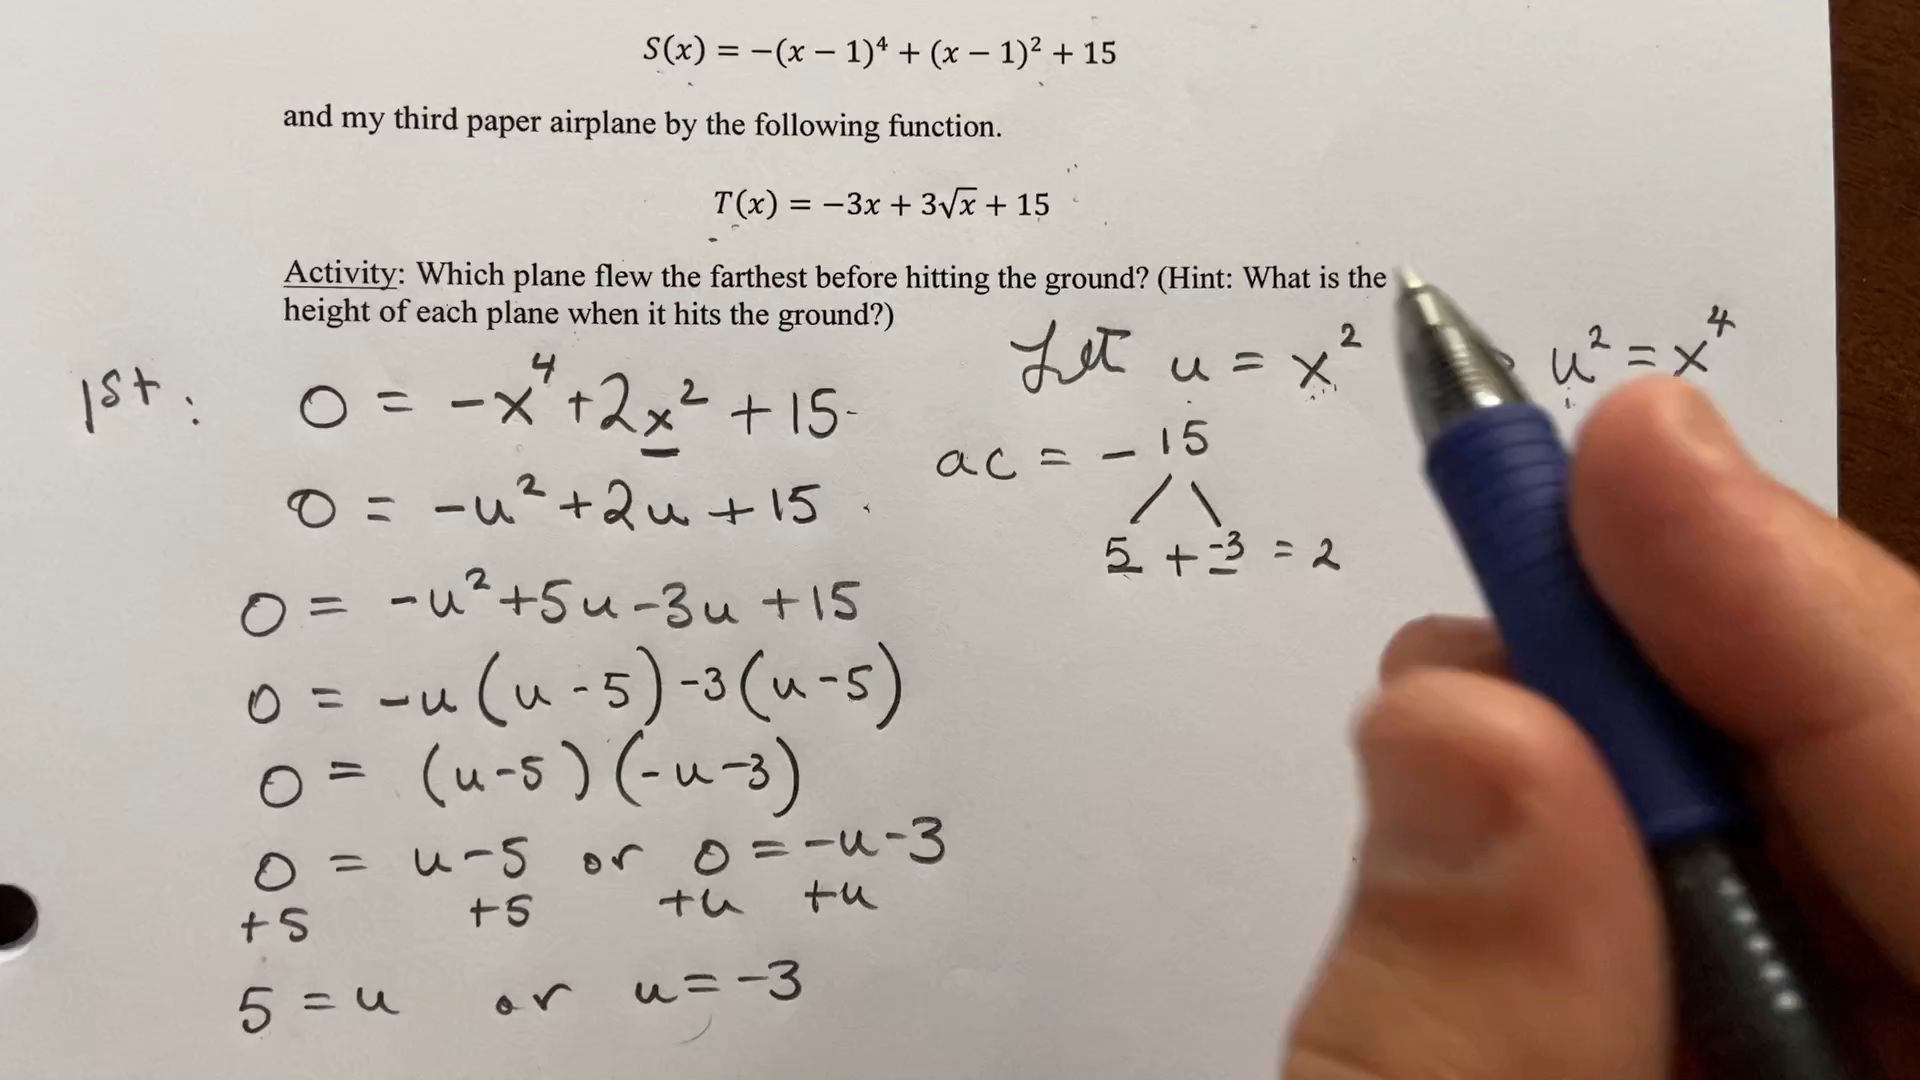 S(x) = −(x − 1)⁴ + (x − 1)² + 15
and my third paper airplane by the following function.
T(x) = −3x + 3√x + 15
Activity: Which plane flew the farthest before hitting the ground? (Hint: What is the
height of each plane when it hits the ground?)
Let u = x² u² = x⁴
1st: 0 = -x⁴ + 2x² + 15
ac = -15
0 = -u² + 2u + 15
5 + -3 = 2
0 = -u² + 5u - 3u + 15
0 = -u(u - 5) -3(u - 5)
0 = (u-5)(-u-3)
0 = u-5 or 0 = -u-3
+5 +5 +u +u
5 = u or u = -3